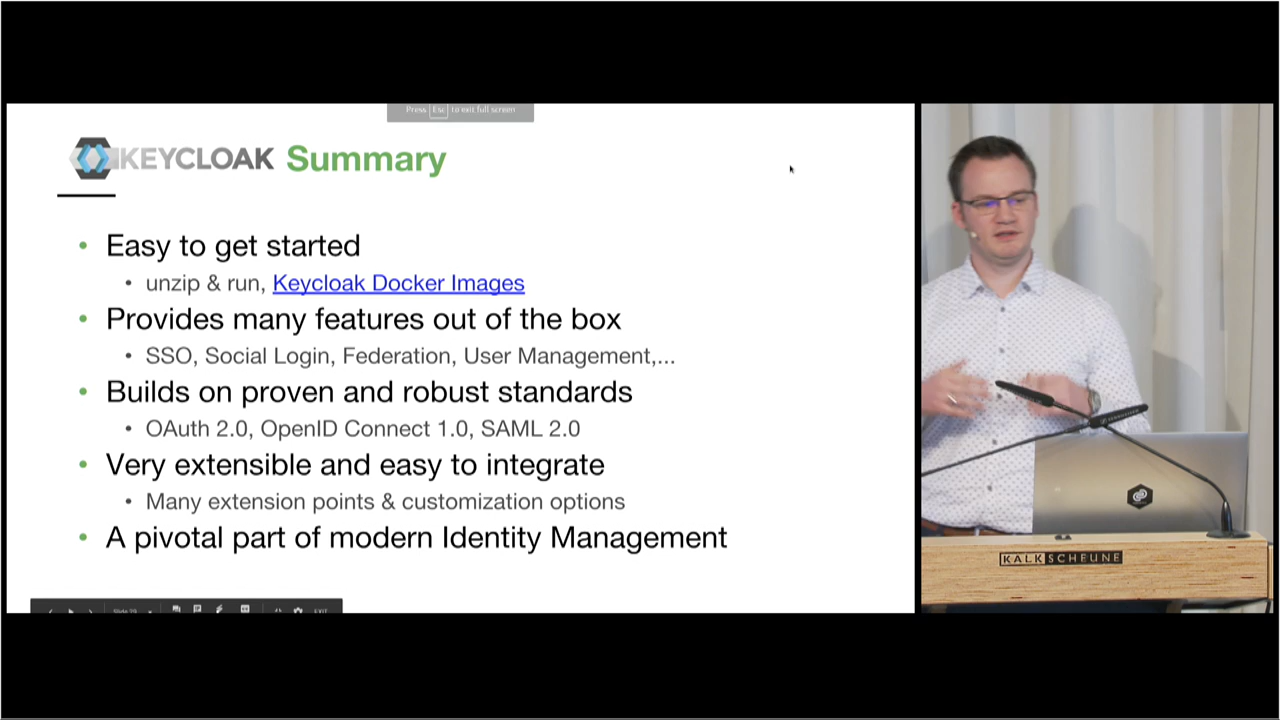 Press Esc to exit full screen
KEYCLOAK Summary
• Easy to get started
• unzip & run, Keycloak Docker Images
• Provides many features out of the box
• SSO, Social Login, Federation, User Management,...
• Builds on proven and robust standards
• OAuth 2.0, OpenID Connect 1.0, SAML 2.0
• Very extensible and easy to integrate
• Many extension points & customization options
• A pivotal part of modern Identity Management
EXIT
KALKSCHEUNE